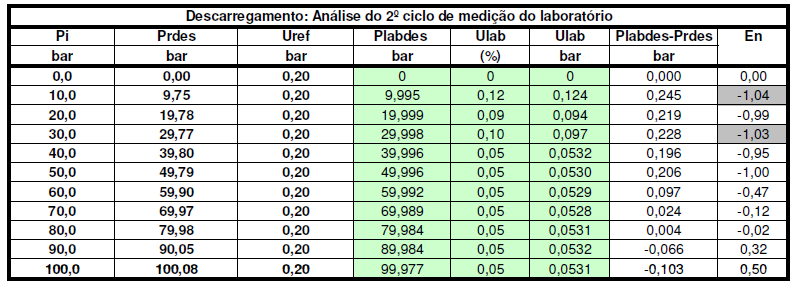 Descarregamento: Análise do 2º ciclo de medição do laboratório
Pi Prdes Uref Plabdes Ulab Ulab Plabdes-Prdes En
bar bar bar bar (%) bar bar
0,0 0,00 0,20 0 0 0 0,000 0,00
10,0 9,75 0,20 9,995 0,12 0,124 0,245 -1,04
20,0 19,78 0,20 19,999 0,09 0,094 0,219 -0,99
30,0 29,77 0,20 29,998 0,10 0,097 0,228 -1,03
40,0 39,80 0,20 39,996 0,05 0,0532 0,196 -0,95
50,0 49,79 0,20 49,996 0,05 0,0530 0,206 -1,00
60,0 59,90 0,20 59,992 0,05 0,0529 0,097 -0,47
70,0 69,97 0,20 69,989 0,05 0,0528 0,024 -0,12
80,0 79,98 0,20 79,984 0,05 0,0531 0,004 -0,02
90,0 90,05 0,20 89,984 0,05 0,0532 -0,066 0,32
100,0 100,08 0,20 99,977 0,05 0,0531 -0,103 0,50